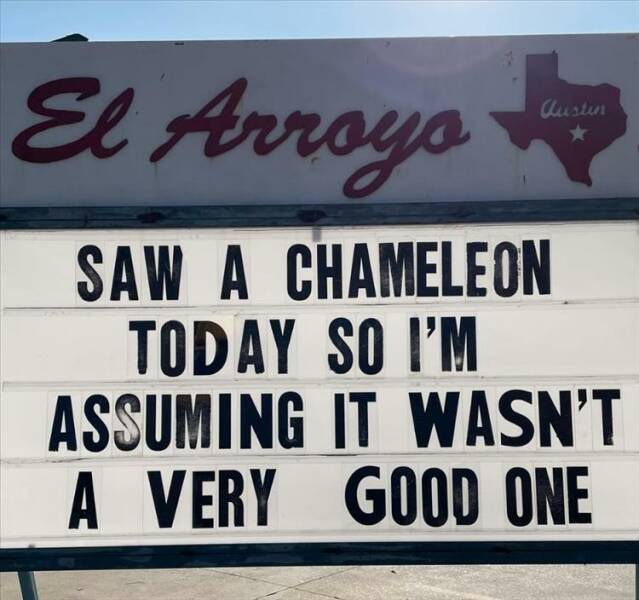 El Arroyo
Austin
SAW A CHAMELEON
TODAY SO I'M
ASSUMING IT WASN'T
A VERY GOOD ONE